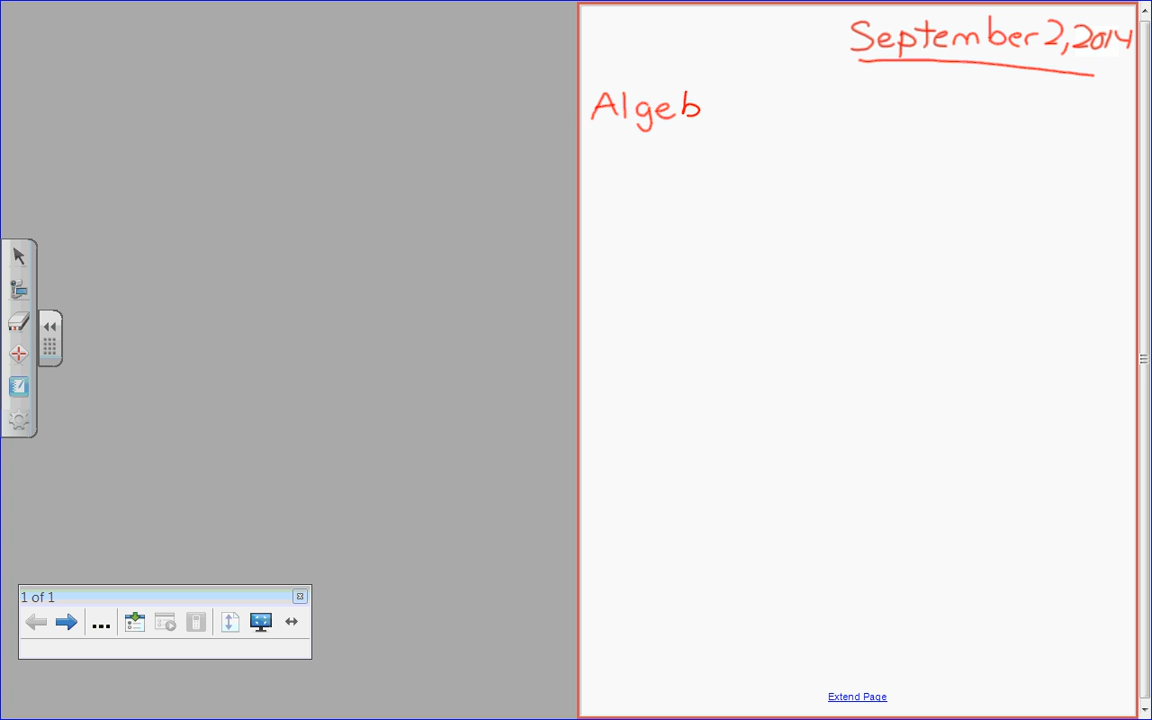 September 2, 2014
Algeb
1 of 1
...
Extend Page